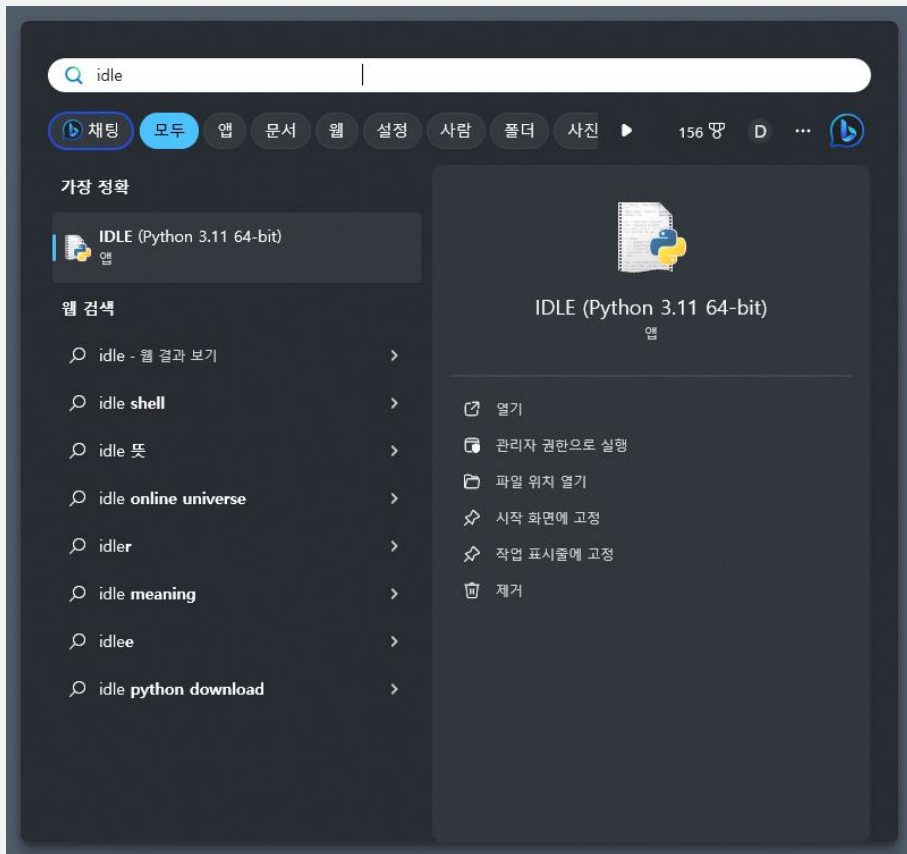 idle
채팅 모두 앱 문서 웹 설정 사람 폴더 사진 156 D
가장 정확
IDLE (Python 3.11 64-bit)
앱
웹 검색
idle - 웹 결과 보기
idle shell
idle 뜻
idle online universe
idler
idle meaning
idlee
idle python download
IDLE (Python 3.11 64-bit)
앱
열기
관리자 권한으로 실행
파일 위치 열기
시작 화면에 고정
작업 표시줄에 고정
제거